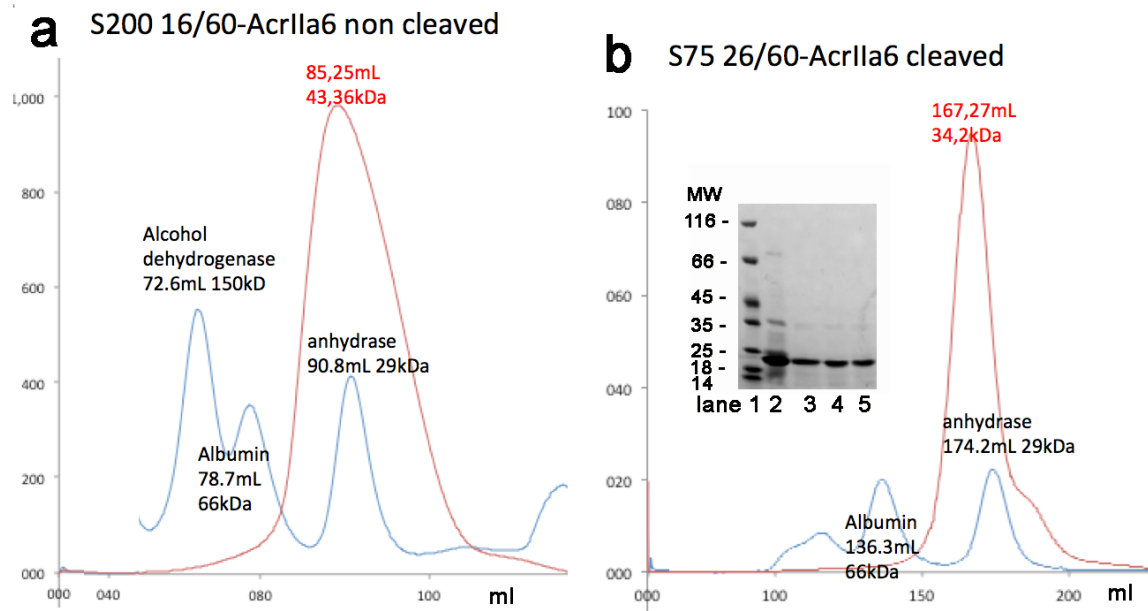 a
S200 16/60-AcrIIa6 non cleaved
85,25mL
43,36kDa
1,000
800
600
400
200
000
Alcohol
dehydrogenase
72.6mL 150kD
Albumin
78.7mL
66kDa
anhydrase
90.8mL 29kDa
000 040 080 100 ml
b
S75 26/60-AcrIIa6 cleaved
167,27mL
34,2kDa
100
080
060
040
020
000
MW
116 -
66 -
45 -
35 -
25 -
18 -
14
lane 1 2 3 4 5
anhydrase
174.2mL 29kDa
Albumin
136.3mL
66kDa
000 100 150 200 ml